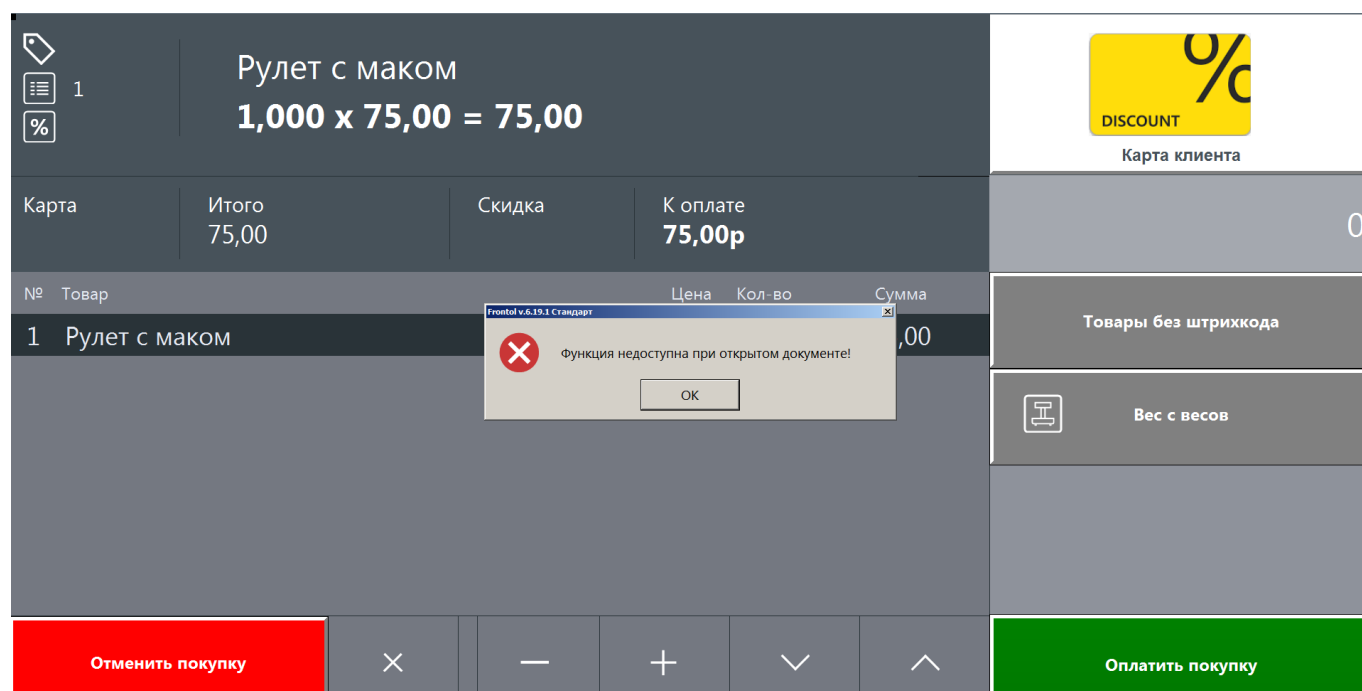 Рулет с маком
1
1,000 x 75,00 = 75,00
%
%
DISCOUNT
Карта клиента
Карта Итого Скидка К оплате
75,00 75,00р
0
№ Товар Цена Кол-во Сумма
1 Рулет с маком ,00
Frontol v.6.19.1 Стандарт
Функция недоступна при открытом документе!
OK
Товары без штрихкода
Вес с весов
Отменить покупку
Оплатить покупку